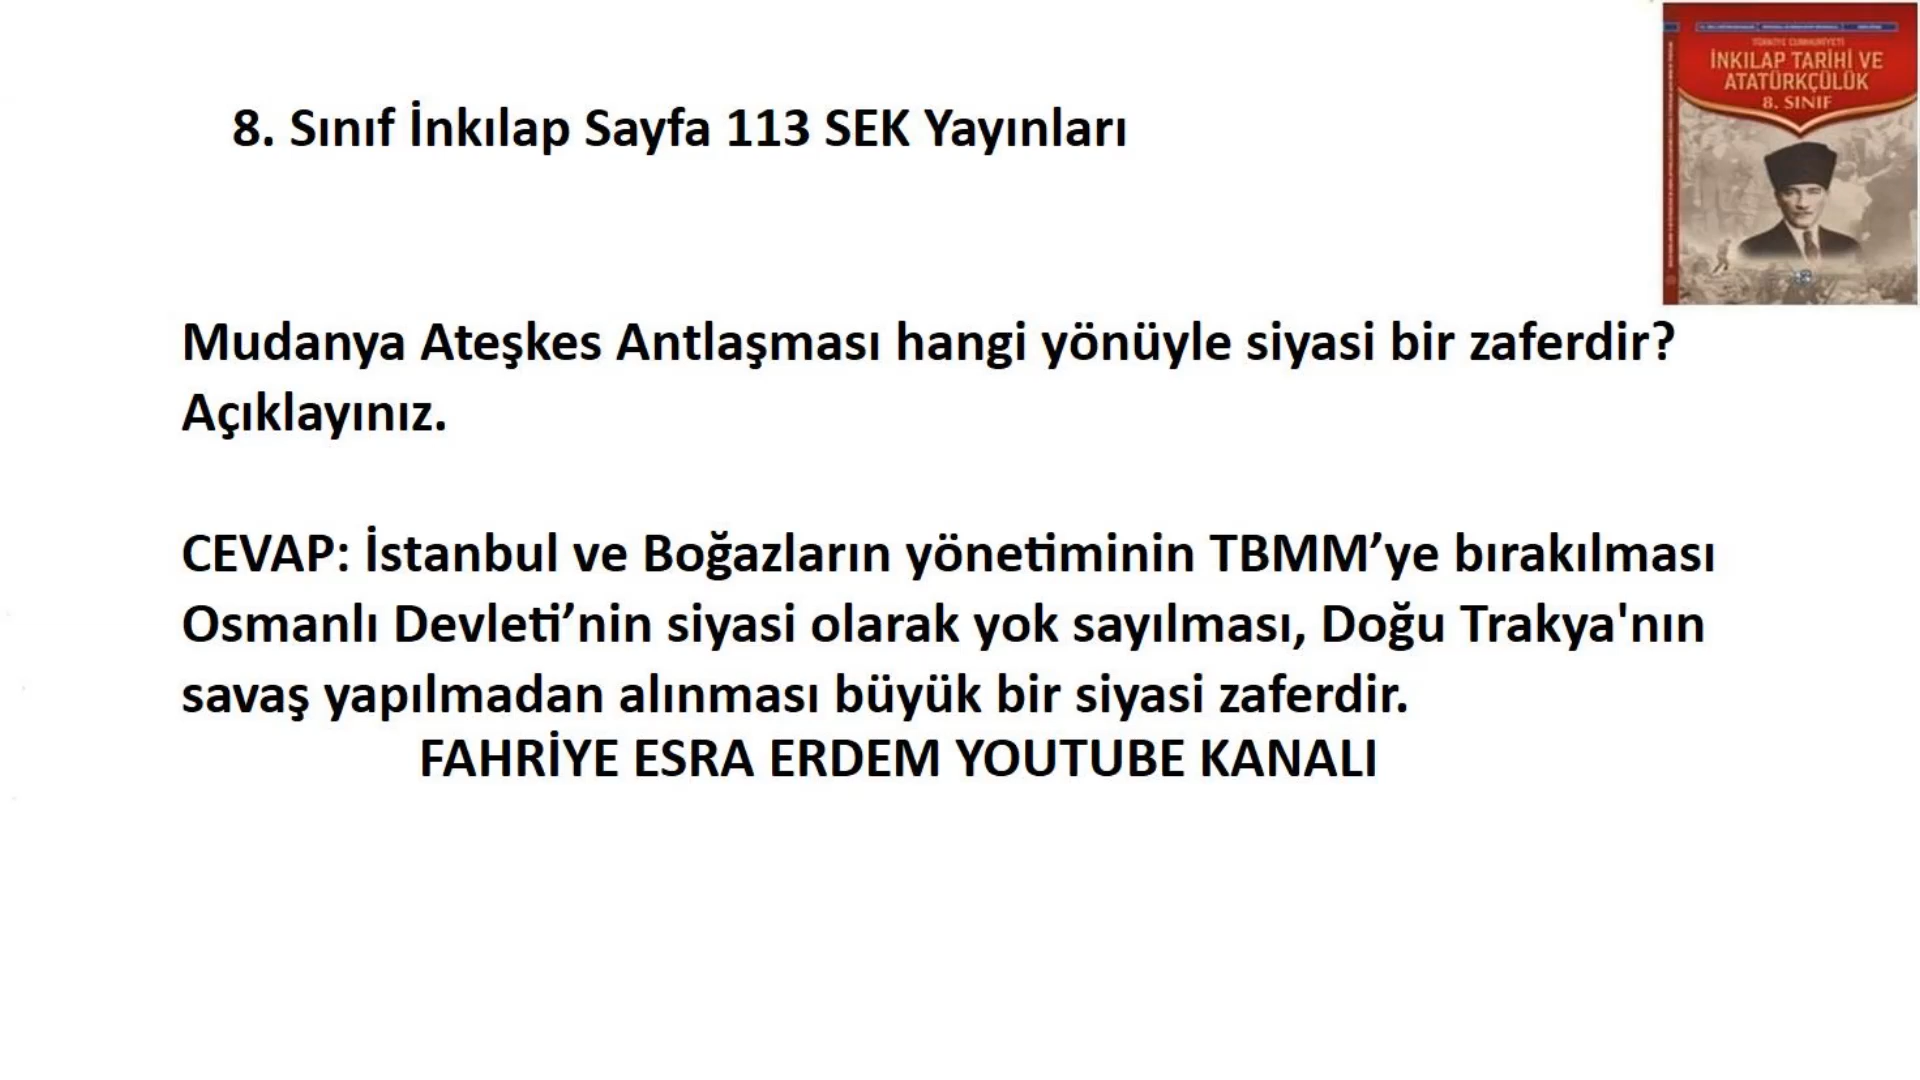 TÜRKİYE CUMHURİYETİ
İNKILAP TARİHİ VE
ATATÜRKÇÜLÜK
8. SINIF
8. Sınıf İnkılap Sayfa 113 SEK Yayınları
Mudanya Ateşkes Antlaşması hangi yönüyle siyasi bir zaferdir?
Açıklayınız.
CEVAP: İstanbul ve Boğazların yönetiminin TBMM’ye bırakılması
Osmanlı Devleti’nin siyasi olarak yok sayılması, Doğu Trakya'nın
savaş yapılmadan alınması büyük bir siyasi zaferdir.
FAHRİYE ESRA ERDEM YOUTUBE KANALI